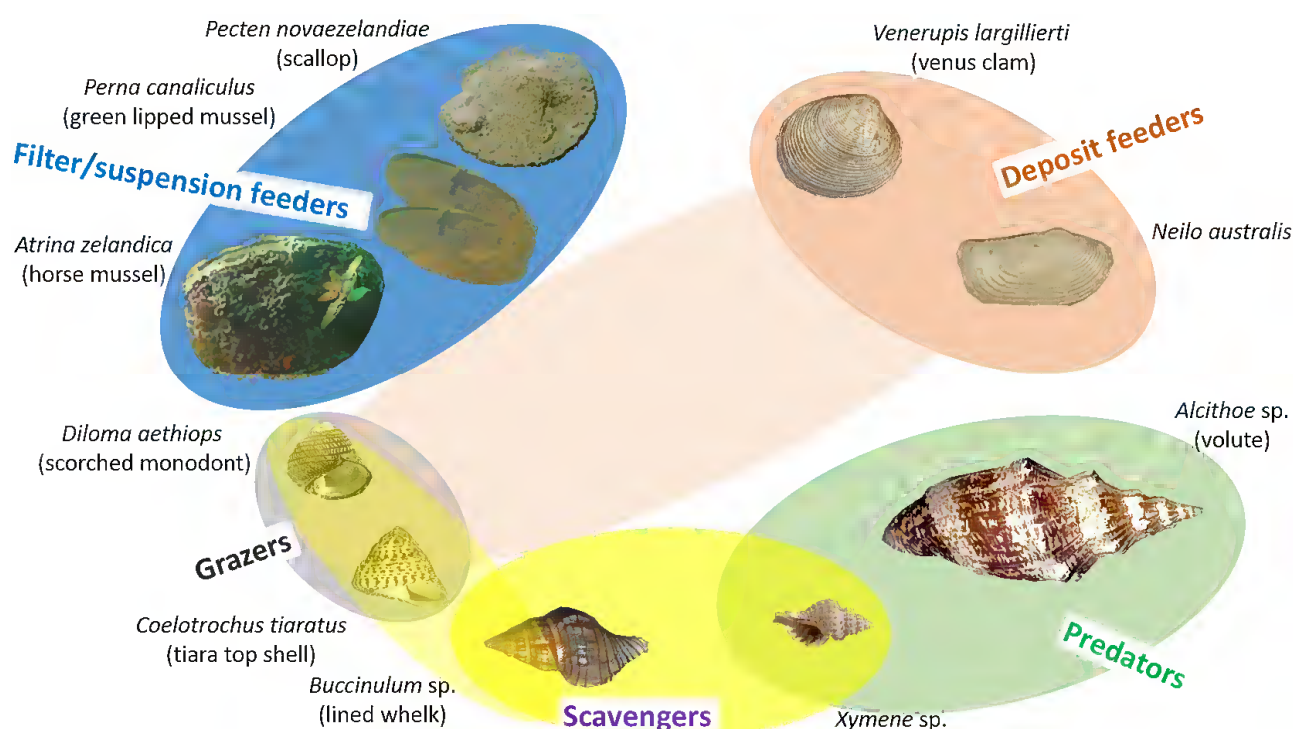 Pecten novaezelandiae
(scallop)
Perna canaliculus
(green lipped mussel)
Filter/suspension feeders
Atrina zelandica
(horse mussel)
Venerupis largillierti
(venus clam)
Deposit feeders
Neilo australis
Diloma aethiops
(scorched monodont)
Grazers
Coelotrochus tiaratus
(tiara top shell)
Buccinulum sp.
(lined whelk)
Scavengers
Xymene sp.
Alcithoe sp.
(volute)
Predators